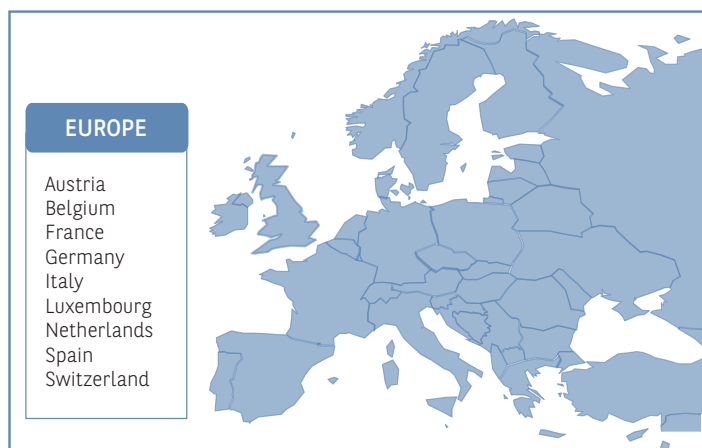 EUROPE
Austria
Belgium
France
Germany
Italy
Luxembourg
Netherlands
Spain
Switzerland